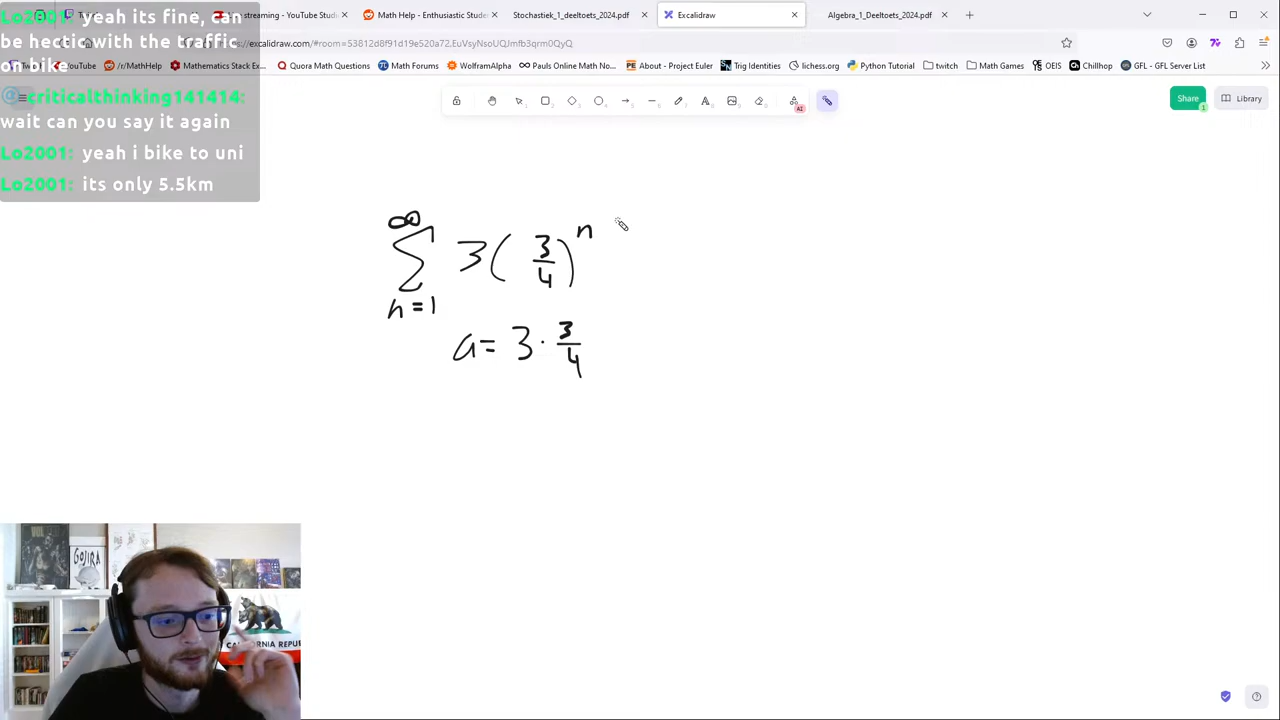 Lo2001: yeah its fine, can
be hectic with the traffic
on bike
criticalthinking141414:
wait can you say it again
Lo2001: yeah i bike to uni
Lo2001: its only 5.5km
streaming - YouTube Stud
Math Help - Enthusiastic Studen
Stochastiek_1_deeltoets_2024.pdf
Excalidraw
Algebra_1_Deeltoets_2024.pdf
excalidraw.com/#room=53812d8f91d19e520a72,EuVsyNsoUQJmfb3qrm0QyQ
YouTube
/r/MathHelp
Mathematics Stack Ex...
Quora Math Questions
Math Forums
WolframAlpha
Pauls Online Math No...
About - Project Euler
Trig Identities
lichess.org
Python Tutorial
twitch
Math Games
OEIS
Chillhop
GFL - GFL Server List
Share
Library
∞
∑ 3(3/4)^n
n=1
a= 3 · 3/4
GOJIRA
CALIFORNIA REPU